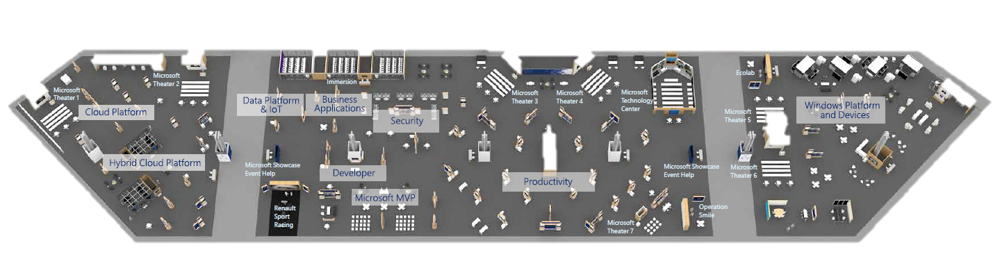 Microsoft
Theater 1
Microsoft
Theater 2
Cloud Platform
Hybrid Cloud Platform
Immersion
Data Platform
& IoT
Business
Applications
Security
Microsoft Showcase
Event Help
Developer
Microsoft MVP
Renault
Sport
Racing
Microsoft
Theater 3
Microsoft
Theater 4
Microsoft
Technology
Center
Productivity
Microsoft Showcase
Event Help
Microsoft
Theater 7
Operation
Smile
Ecolab
Microsoft
Theater 5
Microsoft
Theater 6
Windows Platform
and Devices